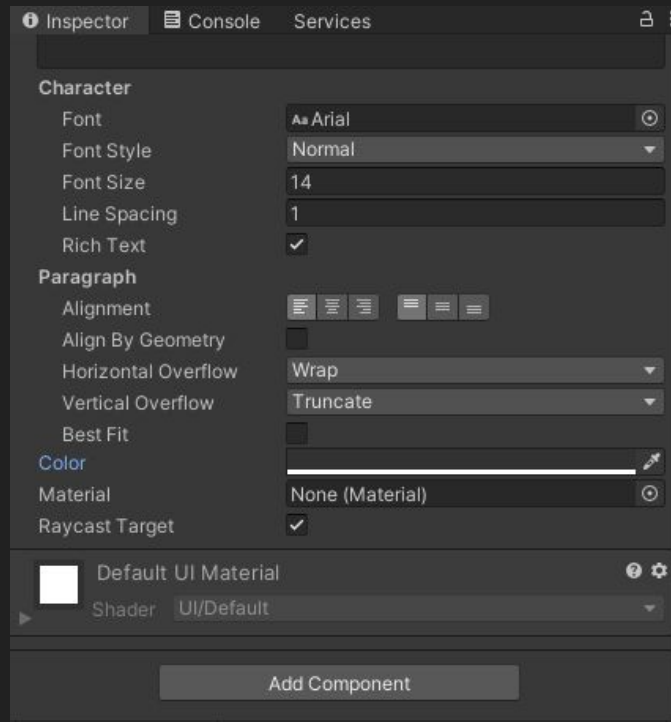 Inspector Console Services
Character
Font Aa Arial
Font Style Normal
Font Size 14
Line Spacing 1
Rich Text
Paragraph
Alignment
Align By Geometry
Horizontal Overflow Wrap
Vertical Overflow Truncate
Best Fit
Color
Material None (Material)
Raycast Target
Default UI Material
Shader UI/Default
Add Component